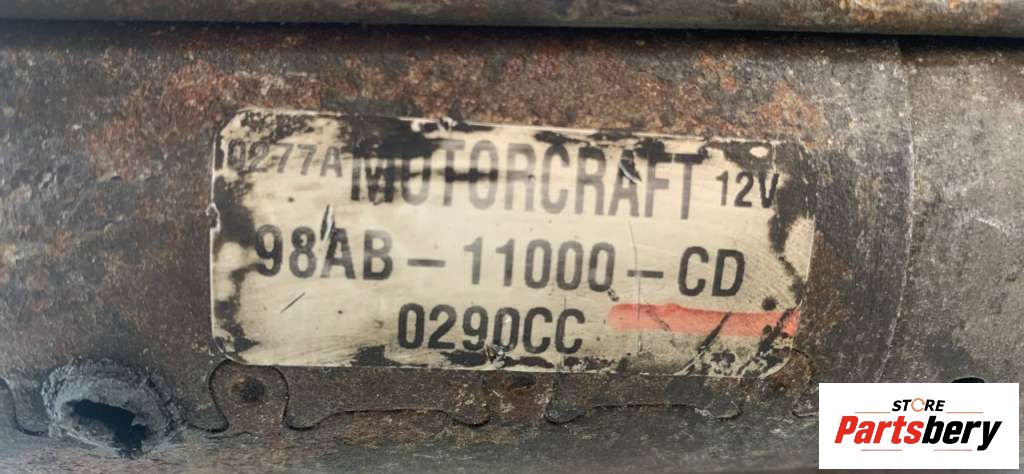 0277A MOTORCRAFT 12V
98AB-11000-CD
0290CC
STORE
Partsbery